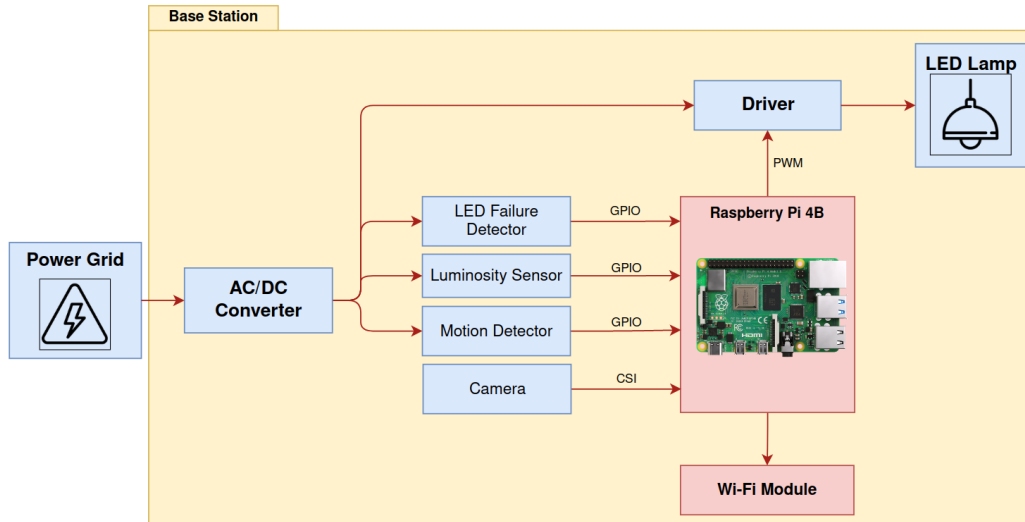 Base Station
LED Lamp
Driver
PWM
LED Failure
Detector
GPIO
Raspberry Pi 4B
Power Grid
AC/DC
Converter
Luminosity Sensor
GPIO
Motion Detector
GPIO
HDMI
Camera
CSI
Wi-Fi Module